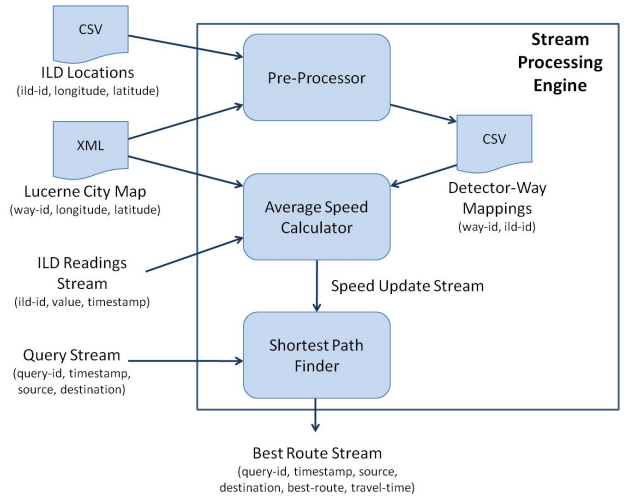 CSV
ILD Locations
(ild-id, longitude, latitude)
XML
Lucerne City Map
(way-id, longitude, latitude)
ILD Readings
Stream
(ild-id, value, timestamp)
Query Stream
(query-id, timestamp,
source, destination)
Pre-Processor
Stream
Processing
Engine
CSV
Detector-Way
Mappings
(way-id, ild-id)
Average Speed
Calculator
Speed Update Stream
Shortest Path
Finder
Best Route Stream
(query-id, timestamp, source,
destination, best-route, travel-time)